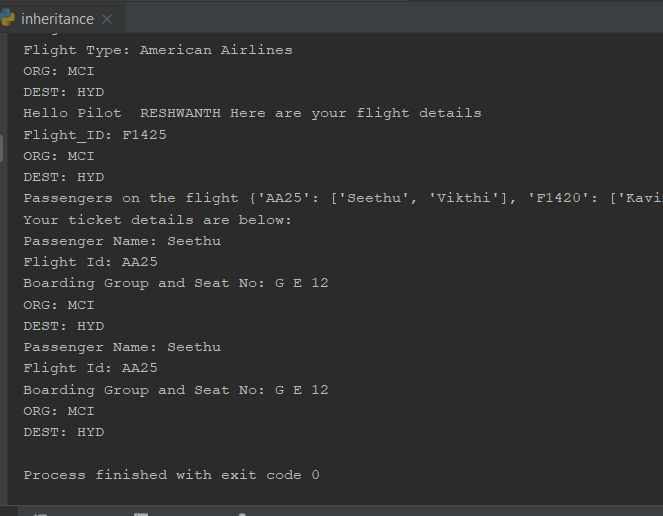 inheritance
Flight Type: American Airlines
ORG: MCI
DEST: HYD
Hello Pilot  RESHWANTH Here are your flight details
Flight_ID: F1425
ORG: MCI
DEST: HYD
Passengers on the flight {'AA25': ['Seethu', 'Vikthi'], 'F1420': ['Kavi
Your ticket details are below:
Passenger Name: Seethu
Flight Id: AA25
Boarding Group and Seat No: G E 12
ORG: MCI
DEST: HYD
Passenger Name: Seethu
Flight Id: AA25
Boarding Group and Seat No: G E 12
ORG: MCI
DEST: HYD
Process finished with exit code 0